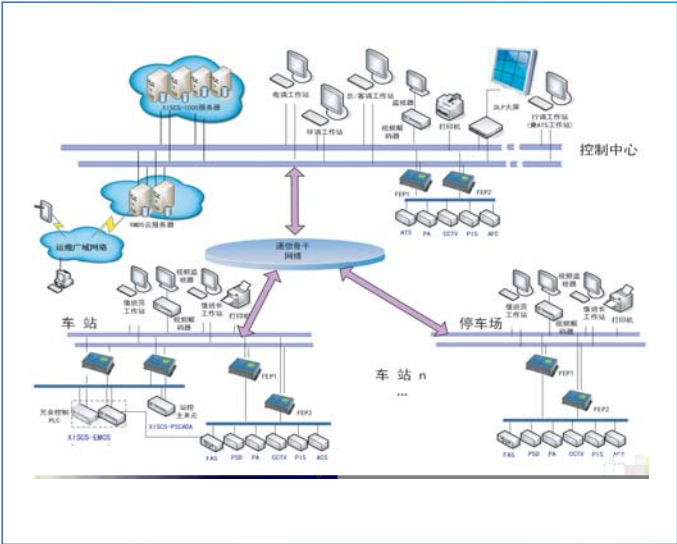 XISCS-1000服务器
电调工作站
总/客调工作站
监视器
环调工作站
视频解
码器
打印机
DLP大屏
行调工作站
(兼ATS工作站)
控制中心
FEP1
FEP2
ATS
PA
CCTV
PIS
AFC
XMDS云服务器
运维广域网络
通信骨干
网络
车 站
值班员
工作站
视频监
视器
值班长
工作站
打印机
视频解
码器
FEP1
FEP2
冗余控制
PLC
XISCS-EMCS
站控
主单元
XISCS-PSCADA
FAS
PSD
PA
CCTV
PIS
ACS
车 站 n
...
停车场
值班员
工作站
视频监
视器
视频解
码器
值班长
工作站
打印机
FEP1
FEP2
FAS
PSD
PA
CCTV
PIS